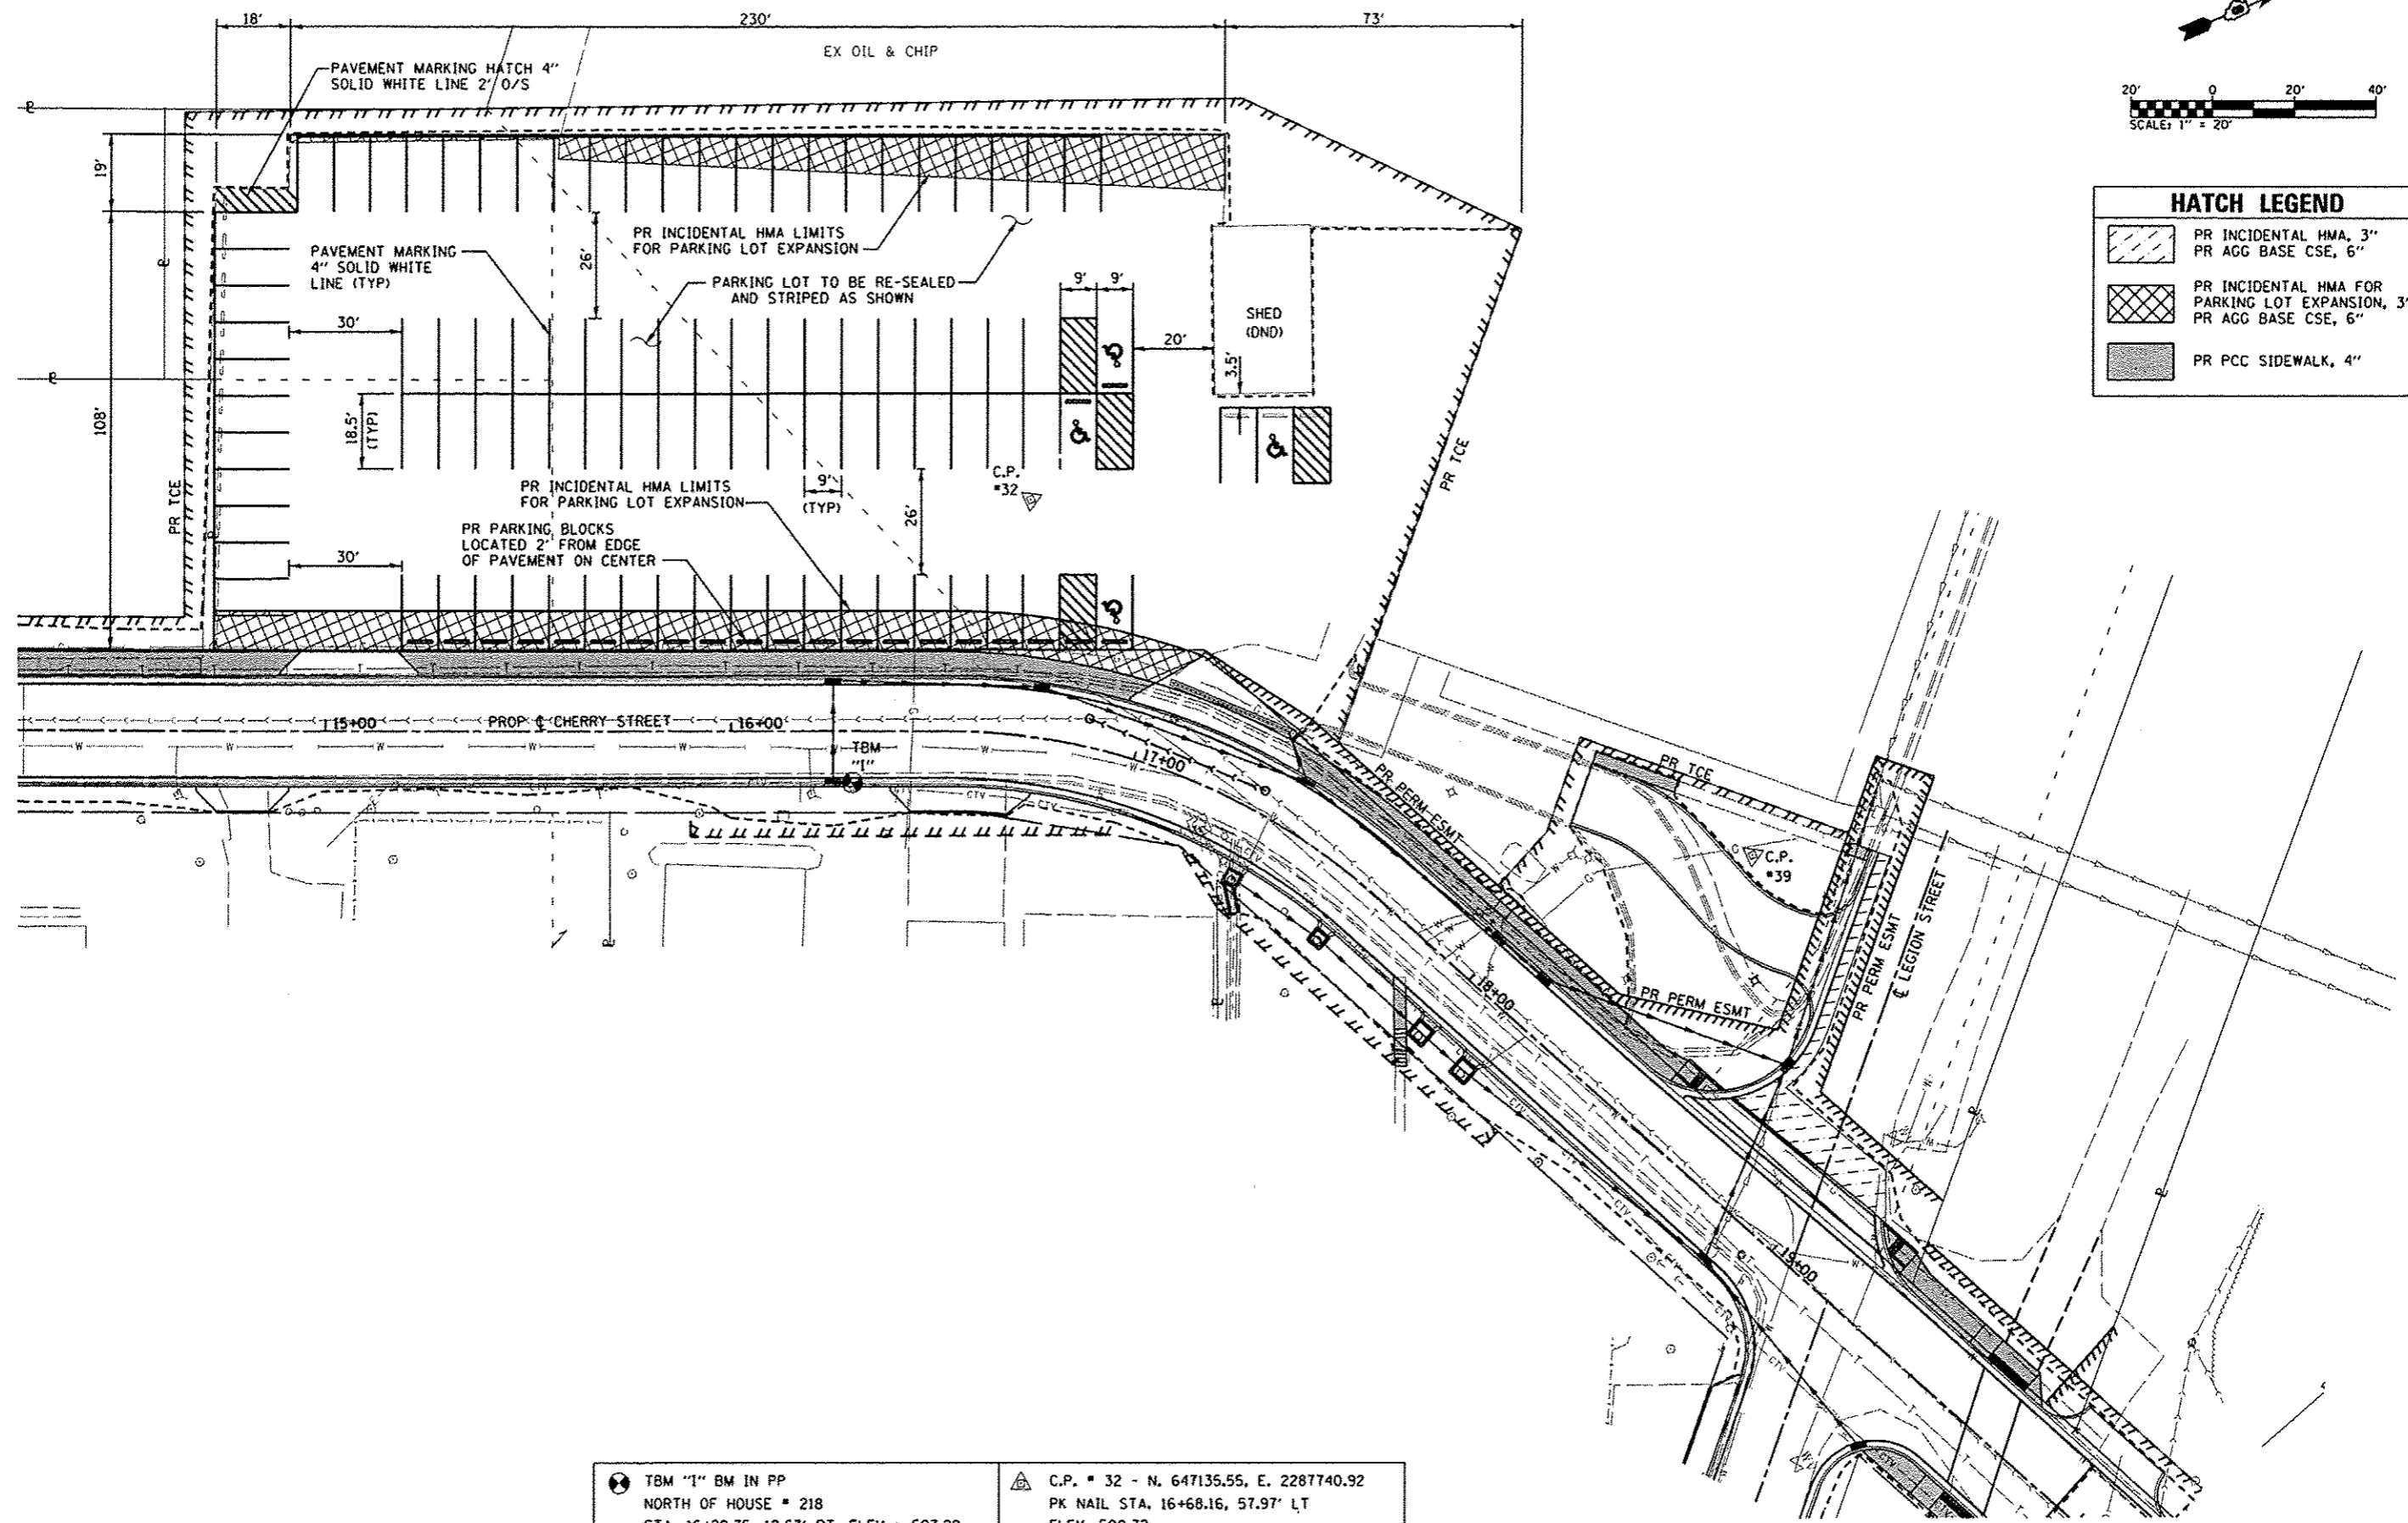 18'
230'
73'
EX OIL & CHIP
PAVEMENT MARKING HATCH 4"
SOLID WHITE LINE 2' O/S
20' 0 20' 40'
SCALE: 1" = 20'
19'
HATCH LEGEND
PR INCIDENTAL HMA, 3"
PR AGG BASE CSE, 6"
PR INCIDENTAL HMA FOR
PARKING LOT EXPANSION, 3"
PR AGG BASE CSE, 6"
PR PCC SIDEWALK, 4"
PR INCIDENTAL HMA LIMITS
FOR PARKING LOT EXPANSION
PAVEMENT MARKING
4" SOLID WHITE
LINE (TYP)
26'
PARKING LOT TO BE RE-SEALED
AND STRIPED AS SHOWN
9' 9'
30'
SHED
(DND)
20'
3.5'
108'
18.5'
(TYP)
PR TCE
C.P.
#32
9'
(TYP)
26'
PR INCIDENTAL HMA LIMITS
FOR PARKING LOT EXPANSION
PR PARKING BLOCKS
LOCATED 2' FROM EDGE
OF PAVEMENT ON CENTER
30'
PR TCE
15+00
PROP ℄ CHERRY STREET
16+00
TBM
"I"
17+00
PR PERM ESMT
PR TCE
C.P.
#39
℄ LEGION STREET
PR PERM ESMT
PR PERM ESMT
18+00
19+00
TBM "I" BM IN PP
NORTH OF HOUSE # 218
C.P. # 32 - N. 647135.55, E. 2287740.92
PK NAIL STA. 16+68.16, 57.97' LT